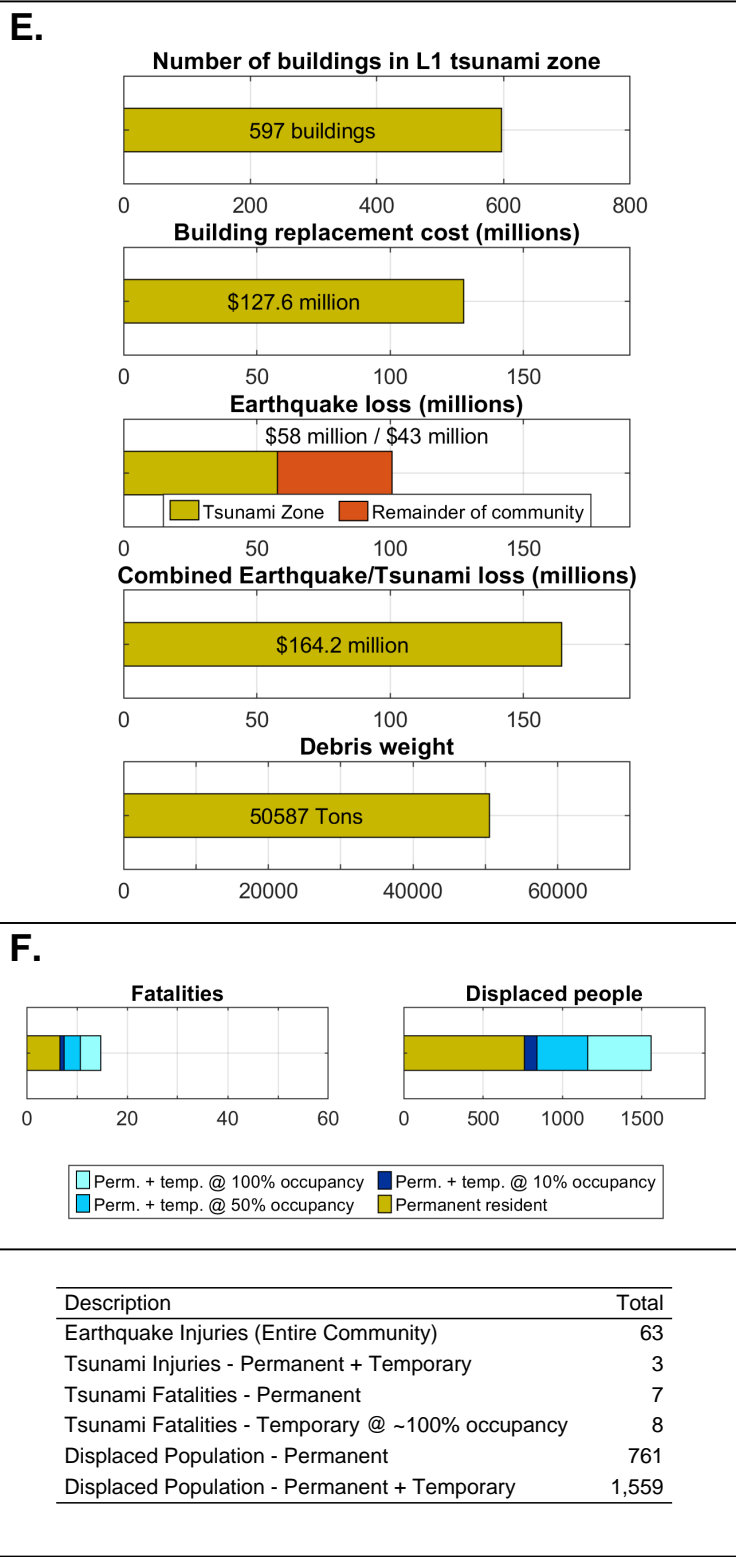 E.
Number of buildings in L1 tsunami zone
597 buildings
0 200 400 600 800
Building replacement cost (millions)
$127.6 million
0 50 100 150
Earthquake loss (millions)
$58 million / $43 million
Tsunami Zone Remainder of community
0 50 100 150
Combined Earthquake/Tsunami loss (millions)
$164.2 million
0 50 100 150
Debris weight
50587 Tons
0 20000 40000 60000
F.
Fatalities Displaced people
0 20 40 60 0 500 1000 1500
Perm. + temp. @ 100% occupancy Perm. + temp. @ 10% occupancy
Perm. + temp. @ 50% occupancy Permanent resident
Description Total
Earthquake Injuries (Entire Community) 63
Tsunami Injuries - Permanent + Temporary 3
Tsunami Fatalities - Permanent 7
Tsunami Fatalities - Temporary @ ~100% occupancy 8
Displaced Population - Permanent 761
Displaced Population - Permanent + Temporary 1,559